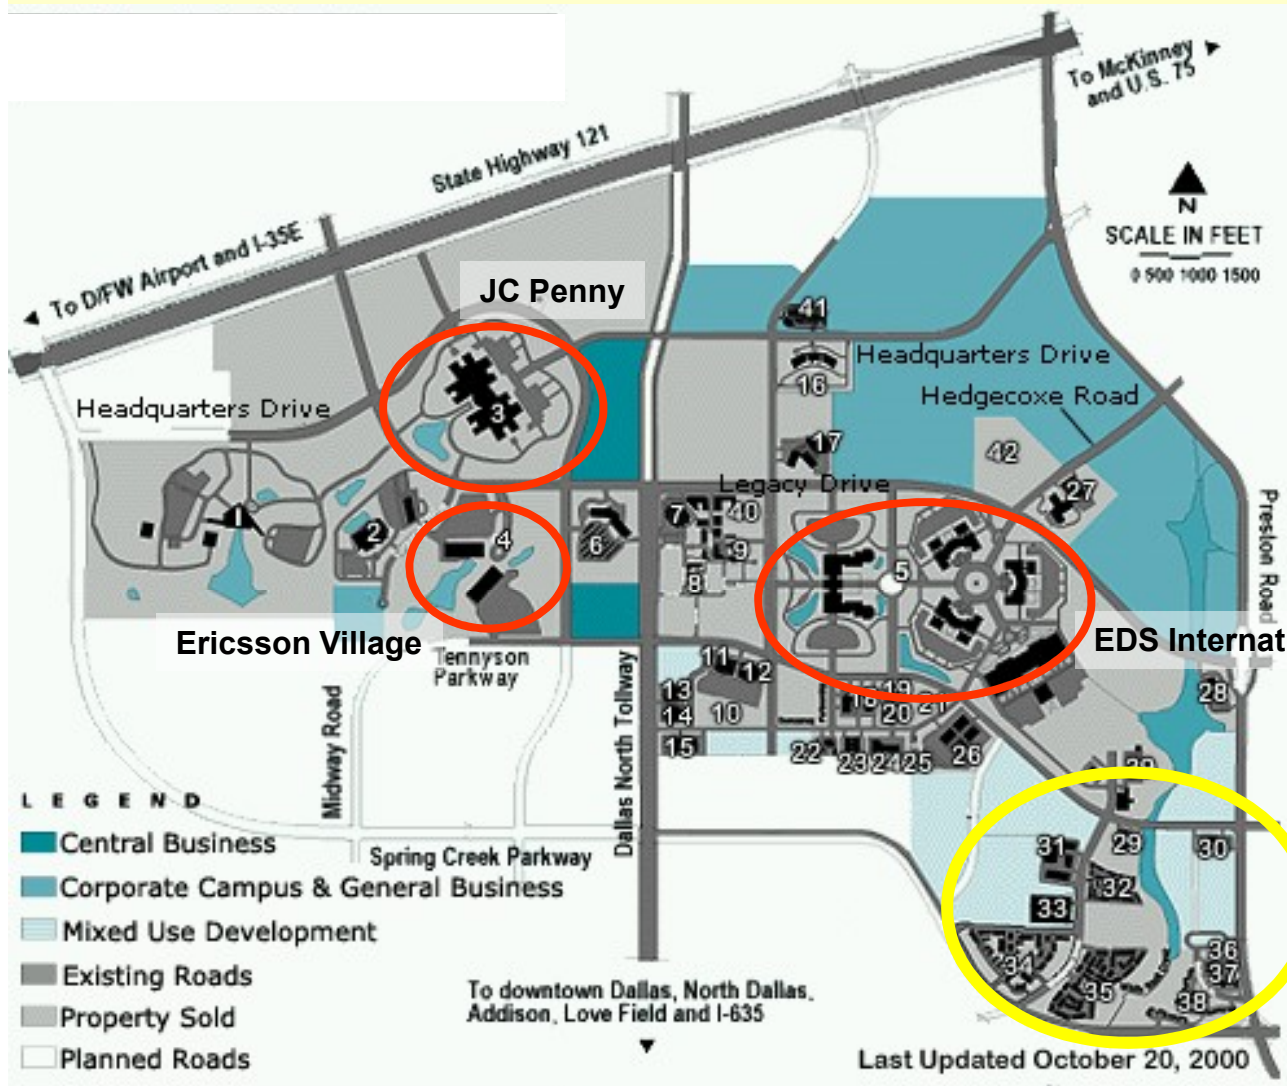 To McKinney
and U.S. 75
State Highway 121
N
SCALE IN FEET
0 500 1000 1500
To D/FW Airport and I-35E
JC Penny
41
Headquarters Drive
16
Hedgecoxe Road
Headquarters Drive
3
17
42
Legacy Drive
27
1
2
4
6
7
40
9
8
5
Preston Road
Ericsson Village
EDS Internat
Tennyson
Parkway
11
12
13
14
10
15
18
19
20
21
22
23
24
25
26
28
Midway Road
Dallas North Tollway
39
LEGEND
Central Business
Spring Creek Parkway
Corporate Campus & General Business
Mixed Use Development
Existing Roads
Property Sold
Planned Roads
29
30
31
32
33
34
35
36
37
38
To downtown Dallas, North Dallas,
Addison, Love Field and I-635
Last Updated October 20, 2000